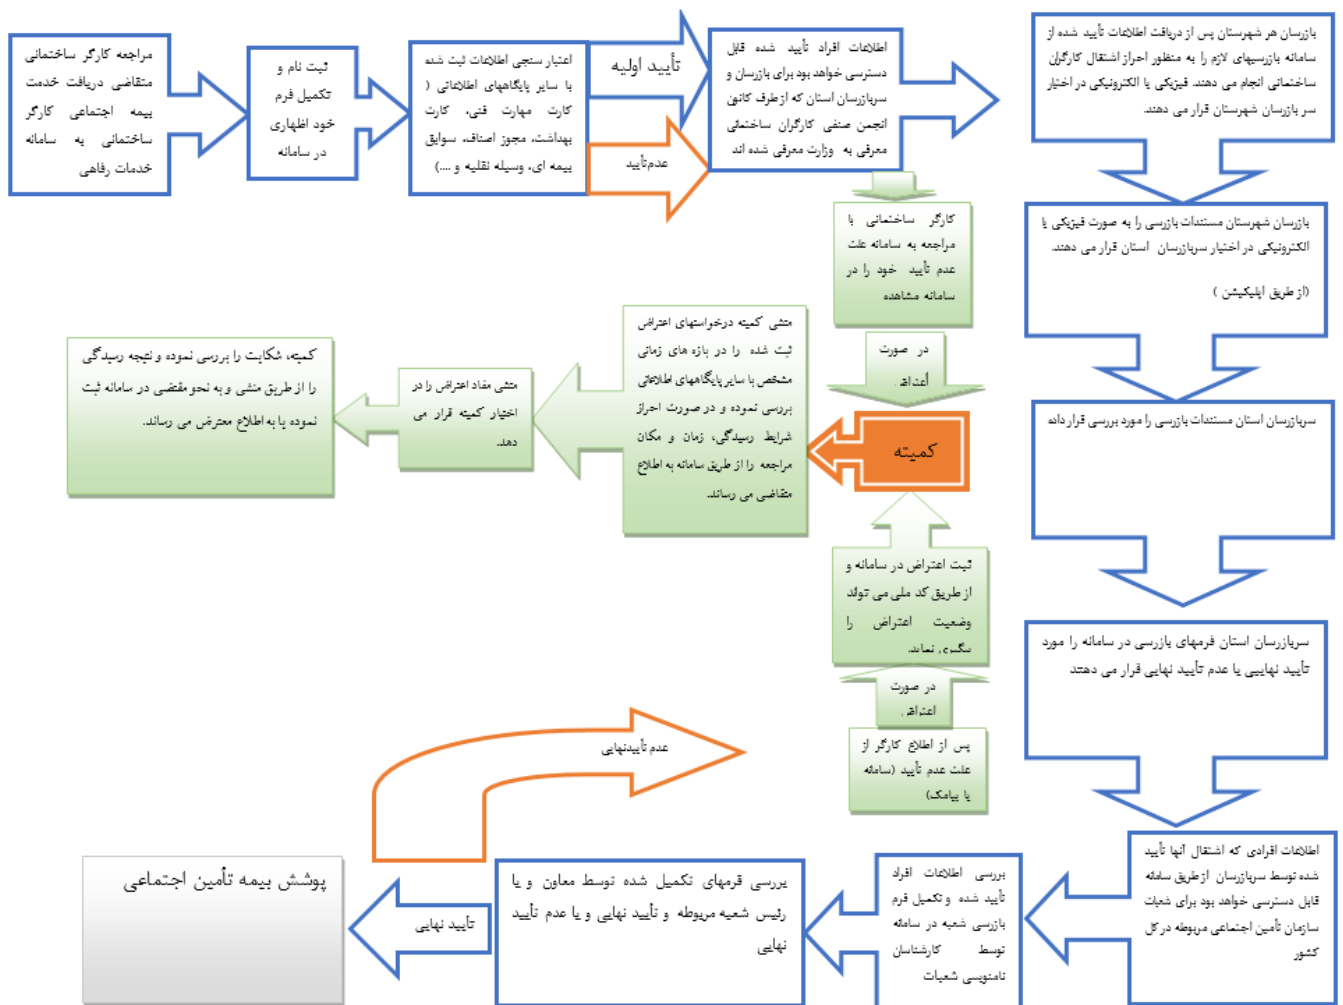 مراجعه کارگر ساختمانی
متقاضی دریافت خدمت
بیمه اجتماعی کارگر
ساختمانی به سامانه
خدمات رفاهی
ثبت نام و
تکمیل فرم
خود اظهاری
در سامانه
اعتبار سنجی اطلاعات ثبت شده
با سایر پایگاههای اطلاعاتی (
کارت مهارت فنی، کارت
بهداشت، مجوز اصناف، سوابق
بیمه ای، وسیله نقلیه و ....)
تأیید اولیه
عدم‌تأیید
اطلاعات افراد تأیید شده قابل
دسترسی خواهد بود برای بازرسان و
سربازرسان استان که از طرف کانون
انجمن صنفی کارگران ساختمانی
معرفی به وزارت معرفی شده اند
بازرسان هر شهرستان پس از دریافت اطلاعات تأیید شده از
سامانه بازرسیهای لازم را به منظور احراز اشتغال کارگران
ساختمانی انجام می دهند. فیزیکی یا الکترونیکی در اختیار
سر بازرسان شهرستان قرار می دهند.
بازرسان شهرستان مستندات بازرسی را به صورت فیزیکی یا
الکترونیکی در اختیار سربازرسان استان قرار می دهند.
(از طریق اپلیکیشن )
سربازرسان استان مستندات بازرسی را مورد بررسی قرار داده
سربازرسان استان فرمهای بازرسی در سامانه را مورد
تأیید نهاییی یا عدم تأیید نهایی قرار می دهند
اطلاعات افرادی که اشتغال آنها تأیید
شده توسط سربازرسان از طریق سامانه
قابل دسترسی خواهد بود برای شعبات
سازمان تأمین اجتماعی مربوطه در کل
کشور
بررسی اطلاعات افراد
تأیید شده و تکمیل فرم
بازرسی شعبه در سامانه
توسط کارشناسان
نامنویسی شعبات
بررسی فرمهای تکمیل شده توسط معاون و یا
رئیس شعبه مربوطه و تأیید نهایی و یا عدم تأیید
نهایی
تأیید نهایی
پوشش بیمه تأمین اجتماعی
عدم تأییدنهایی
کارگر ساختمانی با
مراجعه به سامانه علت
عدم تأیید خود را در
سامانه مشاهده
در صورت
أعتراض
کمیته
منشی کمیته درخواستهای اعتراض
ثبت شده را در بازه های زمانی
مشخص با سایر پایگاههای اطلاعاتی
بررسی نموده و در صورت احراز
شرایط رسیدگی، زمان و مکان
مراجعه را از طریق سامانه به اطلاع
متقاضی می رساند.
منشی مفاد اعتراض را در
اختیار کمیته قرار می
دهد.
کمیته، شکایت را بررسی نموده و نتیجه رسیدگی
را از طریق منشی و به نحو مقتضی در سامانه ثبت
نموده یا به اطلاع معترض می رساند.
ثبت اعتراض در سامانه و
از طریق کد ملی می تواند
وضعیت اعتراض را
پیگیری نماید.
در صورت
اعتراض
پس از اطلاع کارگر از
علت عدم تأیید (سامانه
یا پیامک)